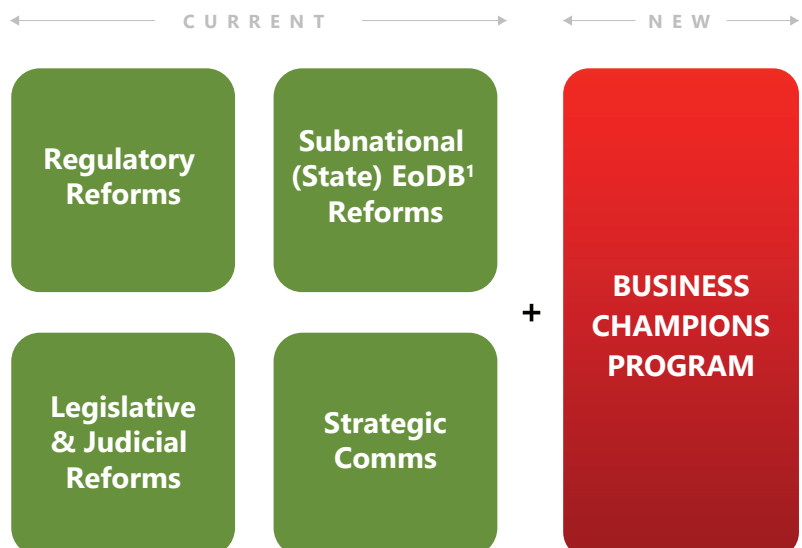 CURRENT
NEW
Regulatory
Reforms
Subnational
(State) EoDB¹
Reforms
Legislative
& Judicial
Reforms
Strategic
Comms
+
BUSINESS
CHAMPIONS
PROGRAM